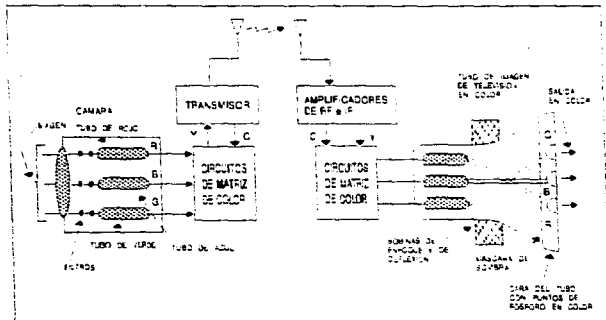 TUBO DE IMAGEN
DE TELEVISION
EN COLOR
SALIDA
EN COLOR
TRANSMISOR
AMPLIFICADORES
DE RF e IF
CAMARA
TUBO DE ROJO
IMAGEN
Y
C
C
Y
R
B
G
CIRCUITOS
DE MATRIZ
DE COLOR
CIRCUITOS
DE MATRIZ
DE COLOR
G
B
R
TUBO DE VERDE
TUBO DE AZUL
FILTROS
BOBINAS DE
ENFOQUE Y DE
DEFLEXION
MASCARA DE
SOMBRA
CARA DEL TUBO
CON PUNTOS DE
FOSFORO EN COLOR